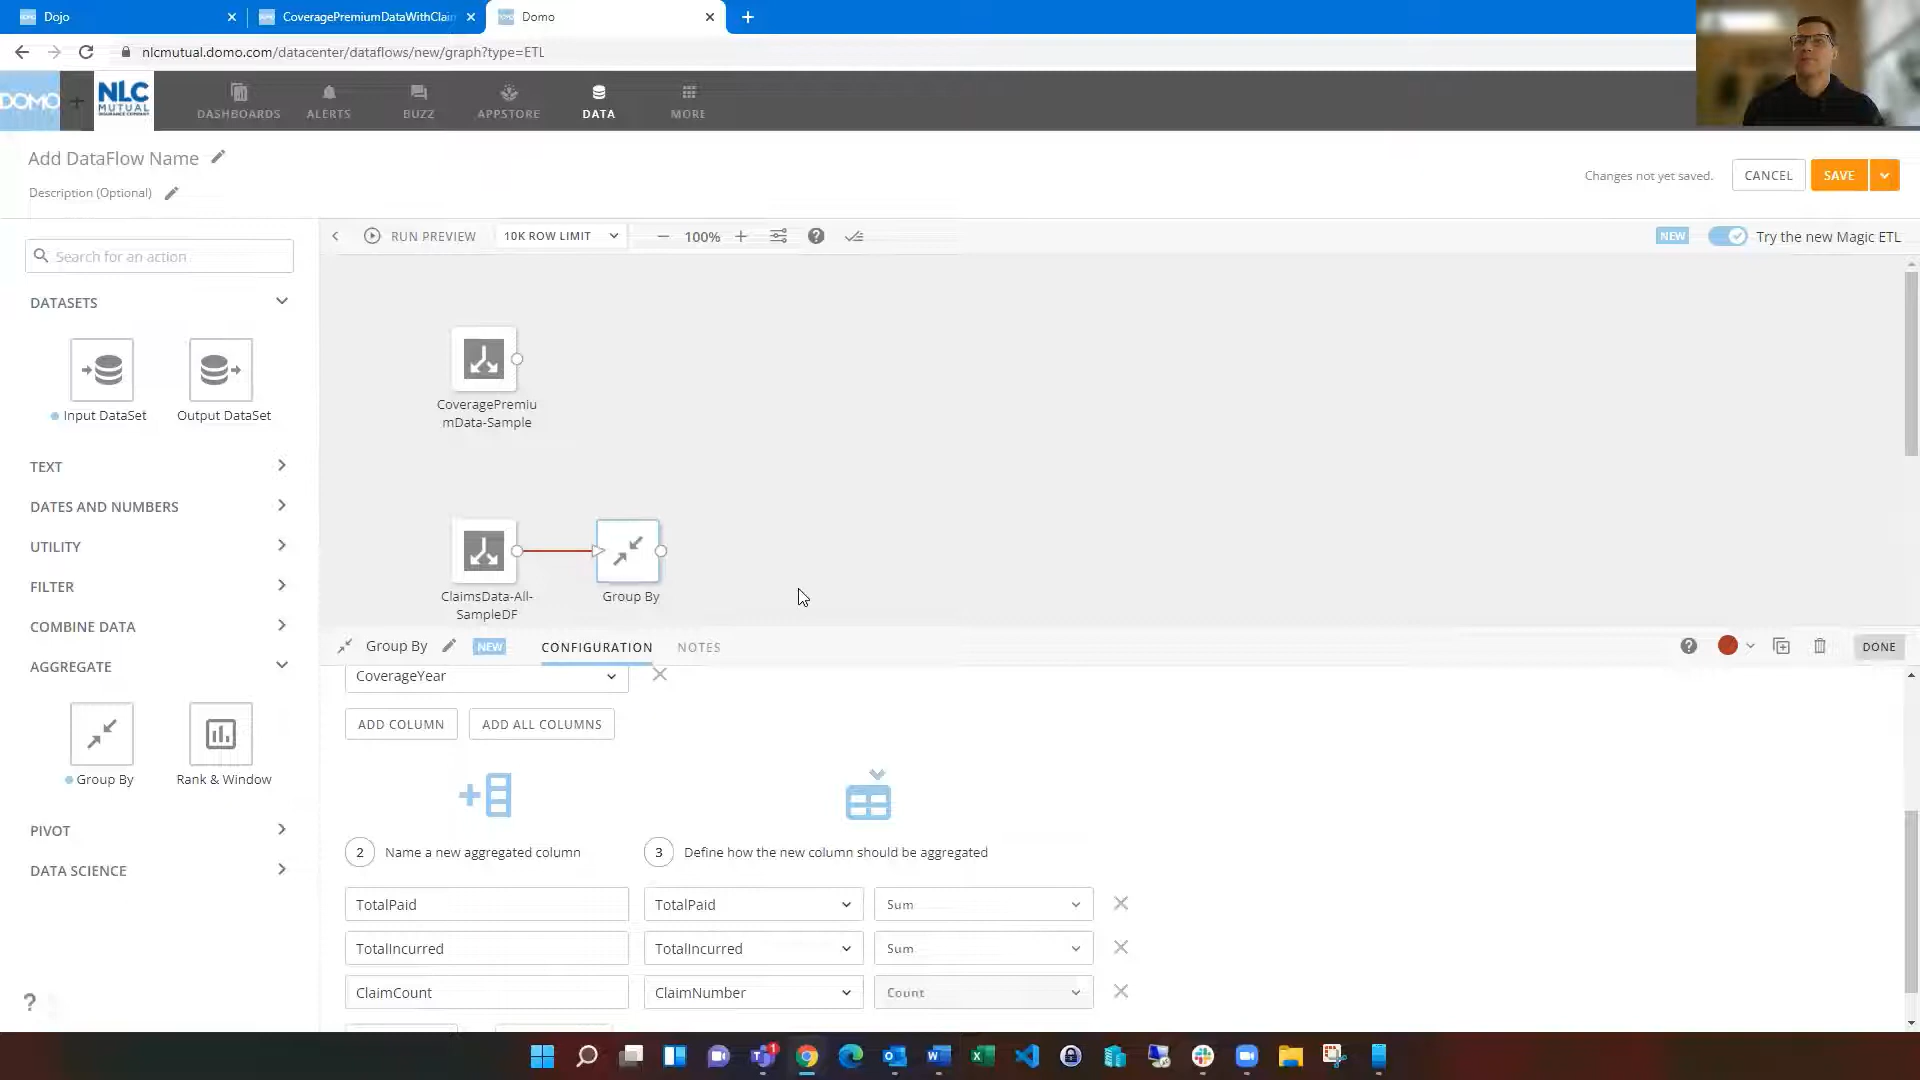 Dojo
CoveragePremiumDataWithClai
Domo
nlcmutual.domo.com/datacenter/dataflows/new/graph?type=ETL
DOMO
NLC
MUTUAL
DASHBOARDS
ALERTS
BUZZ
APPSTORE
DATA
MORE
Add DataFlow Name
Description (Optional)
Changes not yet saved.
CANCEL
SAVE
Search for an action
RUN PREVIEW
10K ROW LIMIT
100%
NEW
Try the new Magic ETL
DATASETS
Input DataSet
Output DataSet
TEXT
DATES AND NUMBERS
UTILITY
FILTER
COMBINE DATA
AGGREGATE
Group By
Rank & Window
PIVOT
DATA SCIENCE
CoveragePremiu
mData-Sample
ClaimsData-All-
SampleDF
Group By
Group By
NEW
CONFIGURATION
NOTES
DONE
CoverageYear
ADD COLUMN
ADD ALL COLUMNS
2 Name a new aggregated column
3 Define how the new column should be aggregated
TotalPaid TotalPaid Sum
TotalIncurred TotalIncurred Sum
ClaimCount ClaimNumber Count